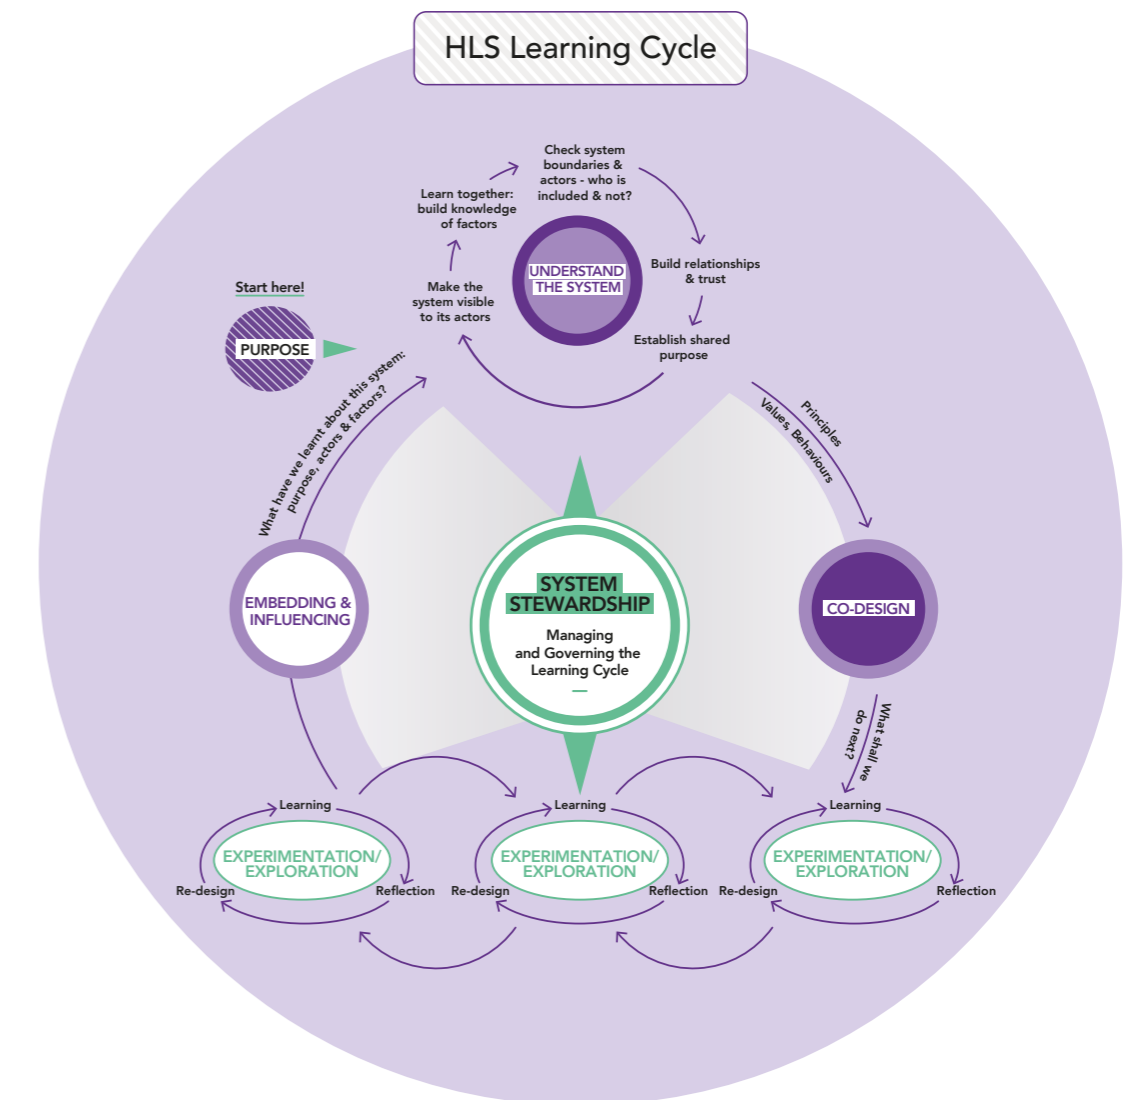 HLS Learning Cycle
Check system
boundaries &
actors - who is
included & not?
Learn together:
build knowledge
of factors
UNDERSTAND
THE SYSTEM
Build relationships
& trust
Make the
system visible
to its actors
Establish shared
purpose
Start here!
PURPOSE
What have we learnt about this system:
purpose, actors & factors?
Principles
Values, Behaviours
EMBEDDING &
INFLUENCING
SYSTEM
STEWARDSHIP
Managing
and Governing the
Learning Cycle
CO-DESIGN
What shall we
do next?
Learning
EXPERIMENTATION/
EXPLORATION
Re-design
Reflection
Learning
EXPERIMENTATION/
EXPLORATION
Re-design
Reflection
Learning
EXPERIMENTATION/
EXPLORATION
Re-design
Reflection